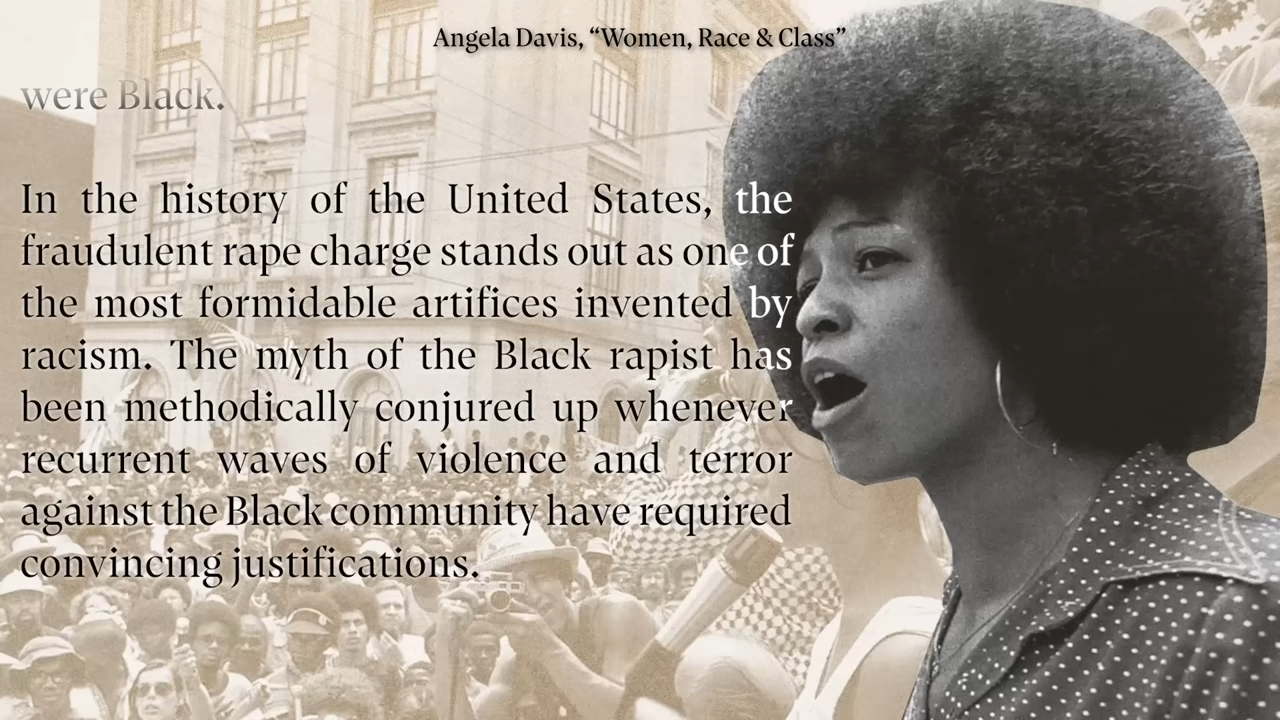 Angela Davis, “Women, Race & Class”
were Black.
In the history of the United States, the
fraudulent rape charge stands out as one of
the most formidable artifices invented by
racism. The myth of the Black rapist has
been methodically conjured up whenever
recurrent waves of violence and terror
against the Black community have required
convincing justifications.